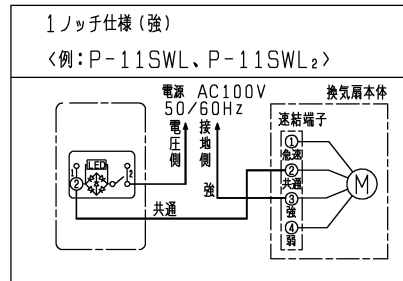 1ノッチ仕様(強)
〈例：P-11SWL、P-11SWL₂〉
電源 AC100V
50/60Hz
換気扇本体
電圧側
接地側
速結端子
① 急速
② 共通
③ 強
④ 弱
M
LED
1
2
②
強
共通